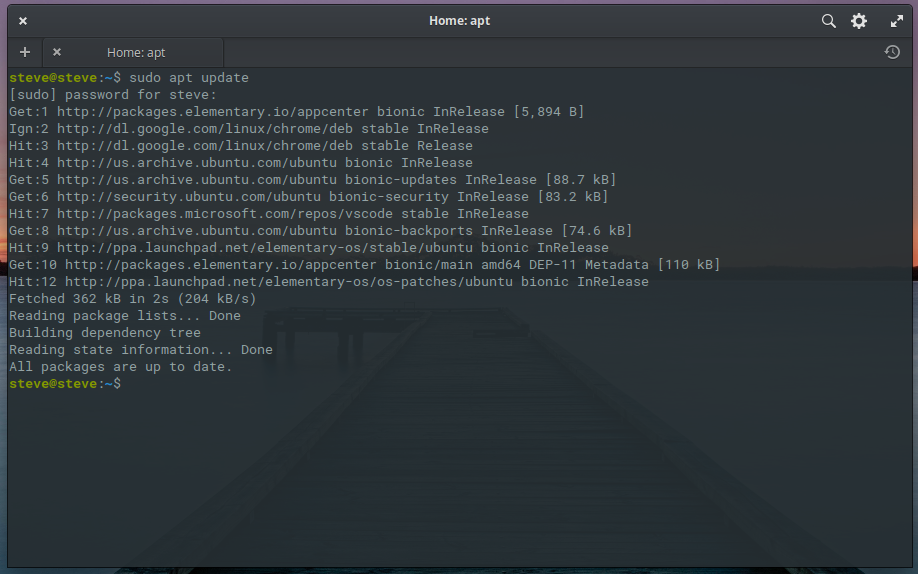 Home: apt
Home: apt
steve@steve:~$ sudo apt update
[sudo] password for steve:
Get:1 http://packages.elementary.io/appcenter bionic InRelease [5,894 B]
Ign:2 http://dl.google.com/linux/chrome/deb stable InRelease
Hit:3 http://dl.google.com/linux/chrome/deb stable Release
Hit:4 http://us.archive.ubuntu.com/ubuntu bionic InRelease
Get:5 http://us.archive.ubuntu.com/ubuntu bionic-updates InRelease [88.7 kB]
Get:6 http://security.ubuntu.com/ubuntu bionic-security InRelease [83.2 kB]
Hit:7 http://packages.microsoft.com/repos/vscode stable InRelease
Get:8 http://us.archive.ubuntu.com/ubuntu bionic-backports InRelease [74.6 kB]
Hit:9 http://ppa.launchpad.net/elementary-os/stable/ubuntu bionic InRelease
Get:10 http://packages.elementary.io/appcenter bionic/main amd64 DEP-11 Metadata [110 kB]
Hit:12 http://ppa.launchpad.net/elementary-os/os-patches/ubuntu bionic InRelease
Fetched 362 kB in 2s (204 kB/s)
Reading package lists... Done
Building dependency tree
Reading state information... Done
All packages are up to date.
steve@steve:~$